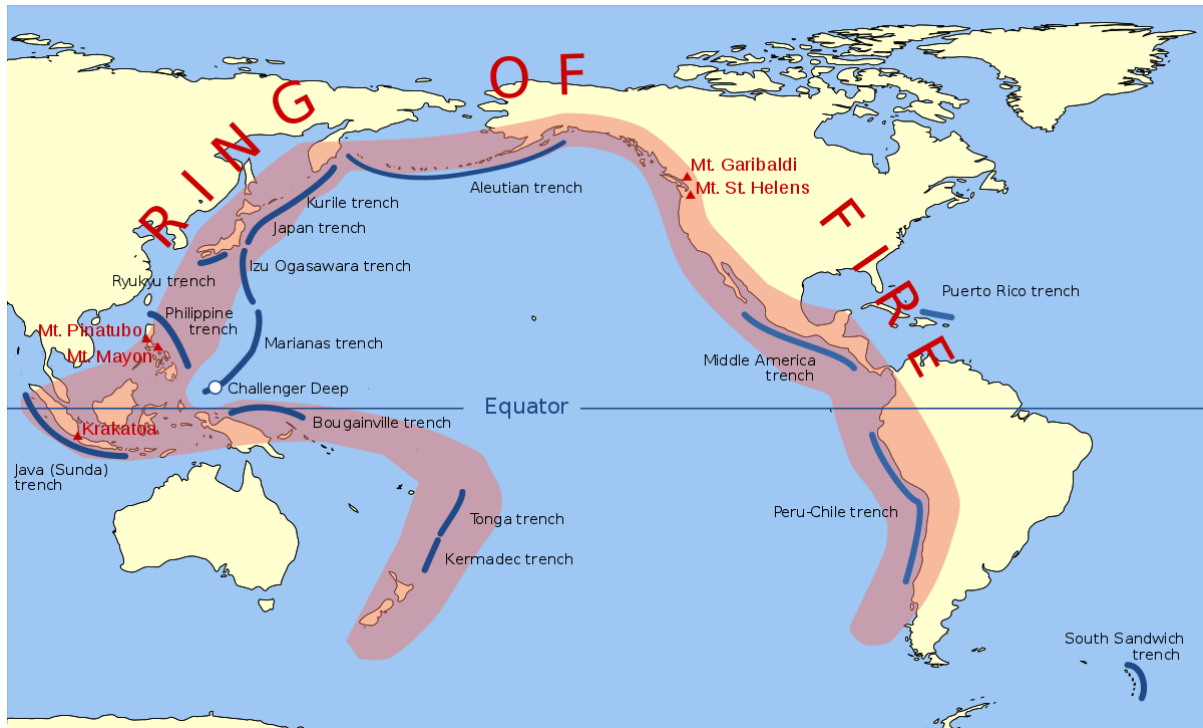 RING OF FIRE
Mt. Garibaldi
Mt. St. Helens
Aleutian trench
Kurile trench
Japan trench
Izu Ogasawara trench
Ryukyu trench
Puerto Rico trench
Philippine
trench
Mt. Pinatubo
Mt. Mayon
Marianas trench
Middle America
trench
Challenger Deep
Equator
Bougainville trench
Krakatoa
Java (Sunda)
trench
Peru-Chile trench
Tonga trench
Kermadec trench
South Sandwich
trench